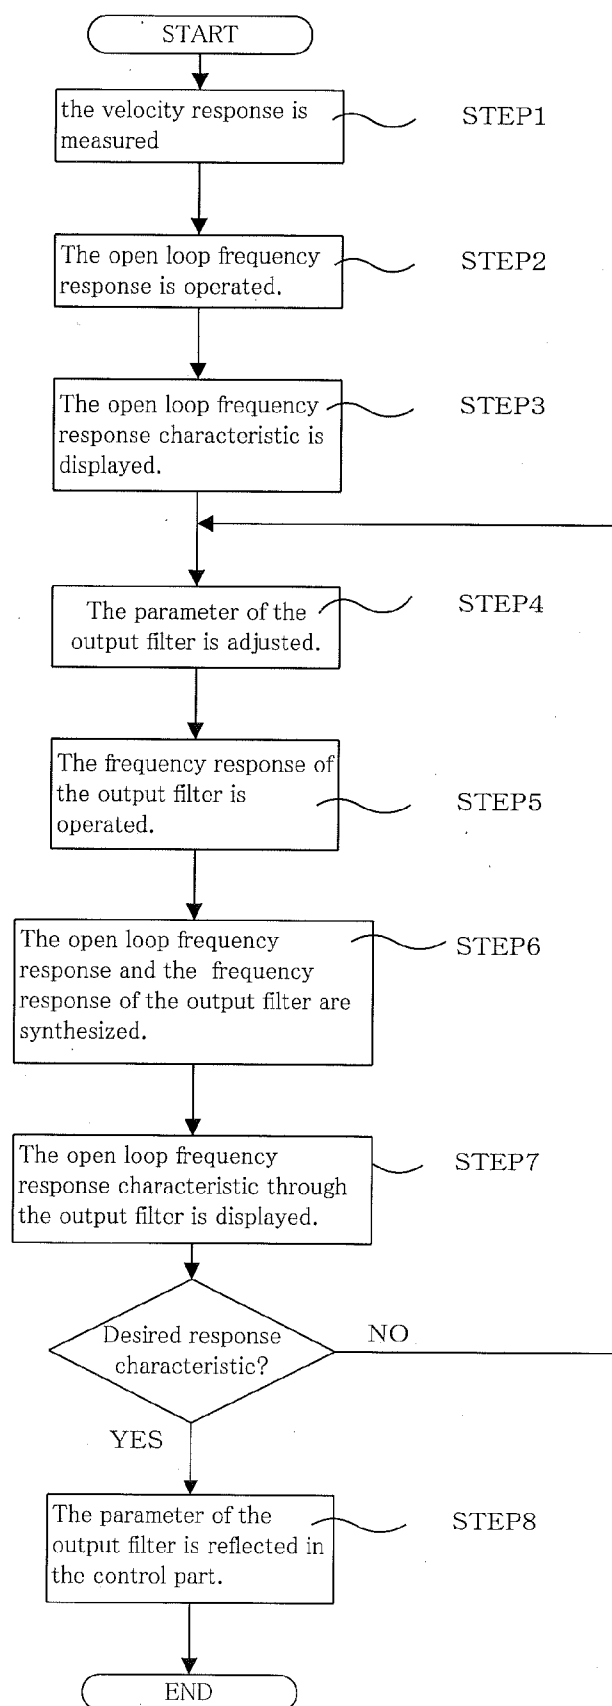 START
the velocity response is
measured
STEP1
The open loop frequency
response is operated.
STEP2
The open loop frequency
response characteristic is
displayed.
STEP3
The parameter of the
output filter is adjusted.
STEP4
The frequency response of
the output filter is
operated.
STEP5
The open loop frequency
response and the frequency
response of the output filter are
synthesized.
STEP6
The open loop frequency
response characteristic through
the output filter is displayed.
STEP7
Desired response
characteristic?
NO
YES
The parameter of the
output filter is reflected in
the control part.
STEP8
END